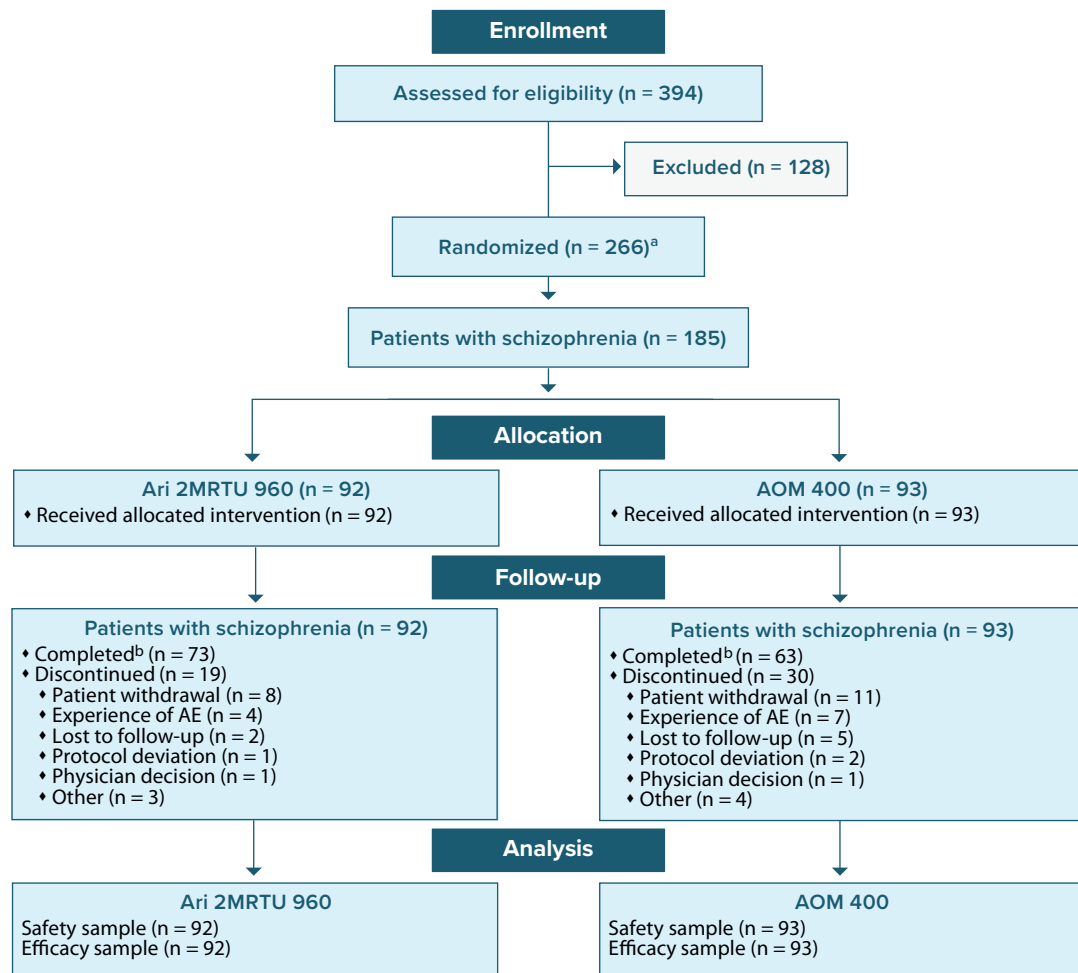 Enrollment
Assessed for eligibility (n = 394)
Excluded (n = 128)
Randomized (n = 266)ᵃ
Patients with schizophrenia (n = 185)
Allocation
Ari 2MRTU 960 (n = 92)
♦ Received allocated intervention (n = 92)
AOM 400 (n = 93)
♦ Received allocated intervention (n = 93)
Follow-up
Patients with schizophrenia (n = 92)
♦ Completedᵇ (n = 73)
♦ Discontinued (n = 19)
♦ Patient withdrawal (n = 8)
♦ Experience of AE (n = 4)
♦ Lost to follow-up (n = 2)
♦ Protocol deviation (n = 1)
♦ Physician decision (n = 1)
♦ Other (n = 3)
Patients with schizophrenia (n = 93)
♦ Completedᵇ (n = 63)
♦ Discontinued (n = 30)
♦ Patient withdrawal (n = 11)
♦ Experience of AE (n = 7)
♦ Lost to follow-up (n = 5)
♦ Protocol deviation (n = 2)
♦ Physician decision (n = 1)
♦ Other (n = 4)
Analysis
Ari 2MRTU 960
Safety sample (n = 92)
Efficacy sample (n = 92)
AOM 400
Safety sample (n = 93)
Efficacy sample (n = 93)